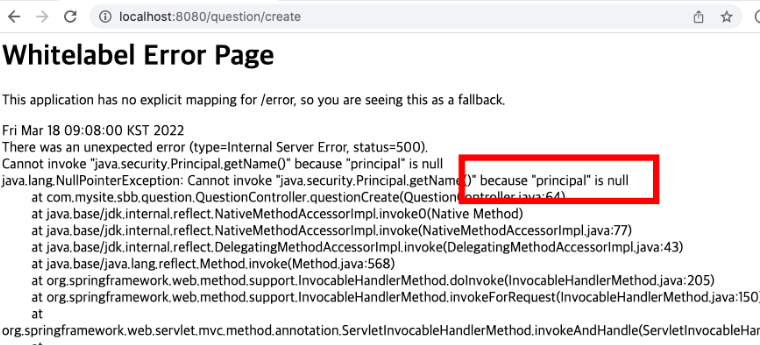 localhost:8080/question/create
Whitelabel Error Page
This application has no explicit mapping for /error, so you are seeing this as a fallback.
Fri Mar 18 09:08:00 KST 2022
There was an unexpected error (type=Internal Server Error, status=500).
Cannot invoke "java.security.Principal.getName()" because "principal" is null
java.lang.NullPointerException: Cannot invoke "java.security.Principal.getName()" because "principal" is null
at com.mysite.sbb.question.QuestionController.questionCreate(QuestionController.java:64)
at java.base/jdk.internal.reflect.NativeMethodAccessorImpl.invoke0(Native Method)
at java.base/jdk.internal.reflect.NativeMethodAccessorImpl.invoke(NativeMethodAccessorImpl.java:77)
at java.base/jdk.internal.reflect.DelegatingMethodAccessorImpl.invoke(DelegatingMethodAccessorImpl.java:43)
at java.base/java.lang.reflect.Method.invoke(Method.java:568)
at org.springframework.web.method.support.InvocableHandlerMethod.doInvoke(InvocableHandlerMethod.java:205)
at org.springframework.web.method.support.InvocableHandlerMethod.invokeForRequest(InvocableHandlerMethod.java:150)
at
org.springframework.web.servlet.mvc.method.annotation.ServletInvocableHandlerMethod.invokeAndHandle(ServletInvocableHan